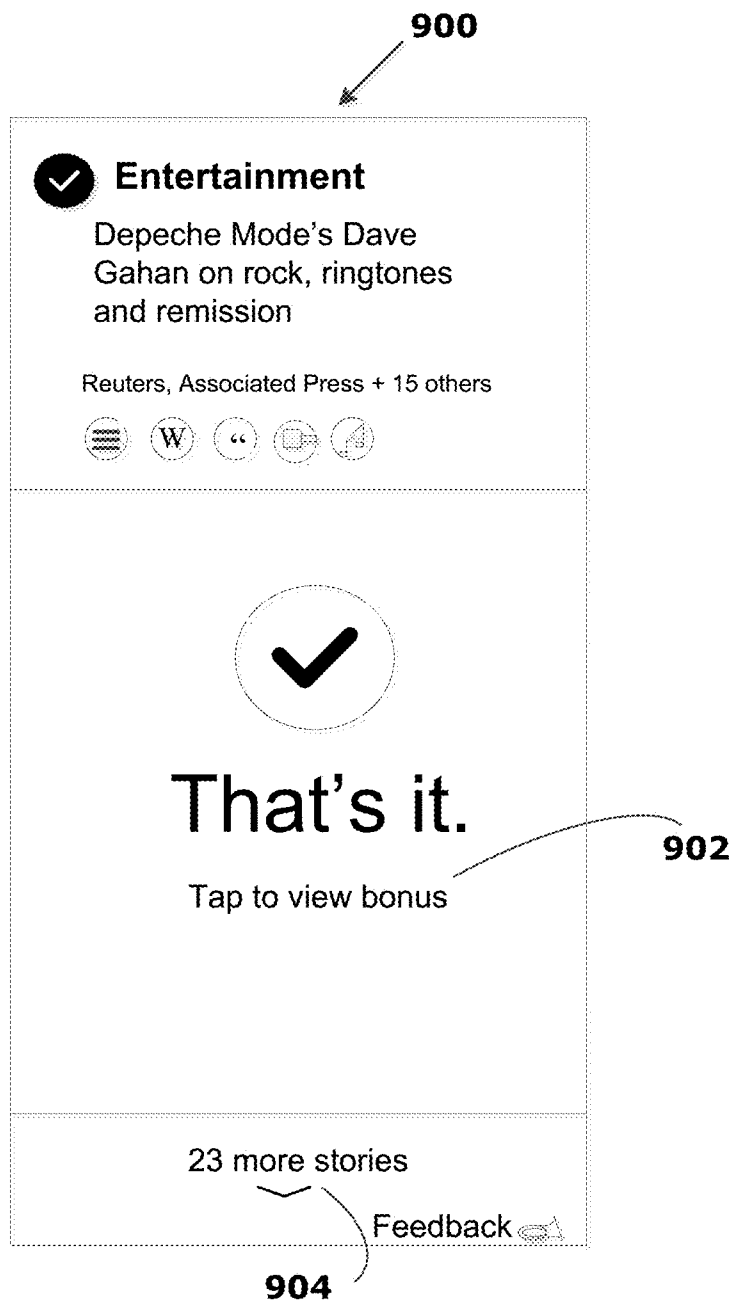 900
Entertainment
Depeche Mode's Dave
Gahan on rock, ringtones
and remission
Reuters, Associated Press + 15 others
W
“
That's it.
902
Tap to view bonus
23 more stories
Feedback
904